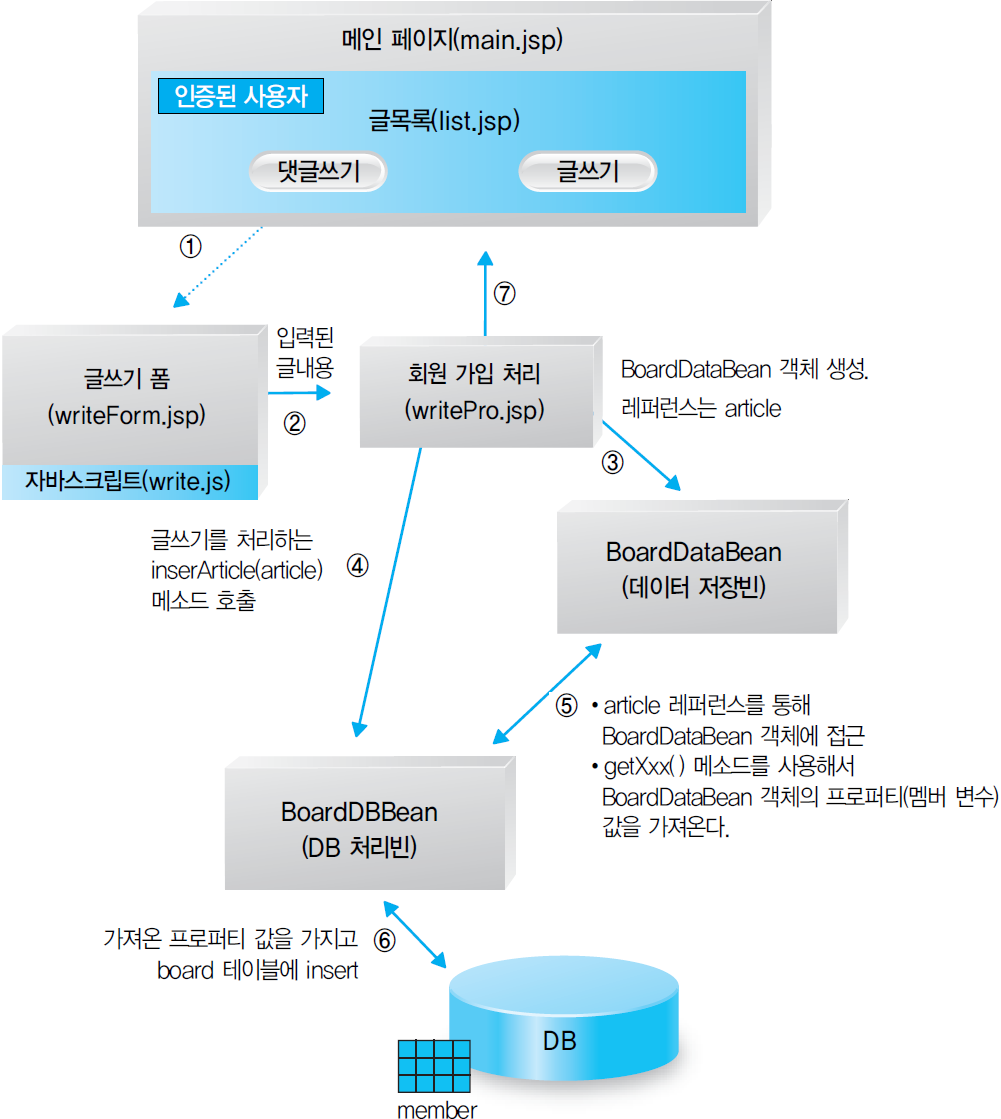 메인 페이지(main.jsp)
인증된 사용자
글목록(list.jsp)
댓글쓰기
글쓰기
①
⑦
글쓰기 폼
(writeForm.jsp)
자바스크립트(write.js)
입력된
글내용
②
회원 가입 처리
(writePro.jsp)
BoardDataBean 객체 생성.
레퍼런스는 article
③
글쓰기를 처리하는
inserArticle(article)
메소드 호출
④
BoardDataBean
(데이터 저장빈)
⑤
• article 레퍼런스를 통해
BoardDataBean 객체에 접근
• getXxx( ) 메소드를 사용해서
BoardDataBean 객체의 프로퍼티(멤버 변수)
값을 가져온다.
BoardDBBean
(DB 처리빈)
가져온 프로퍼티 값을 가지고
board 테이블에 insert
⑥
DB
member